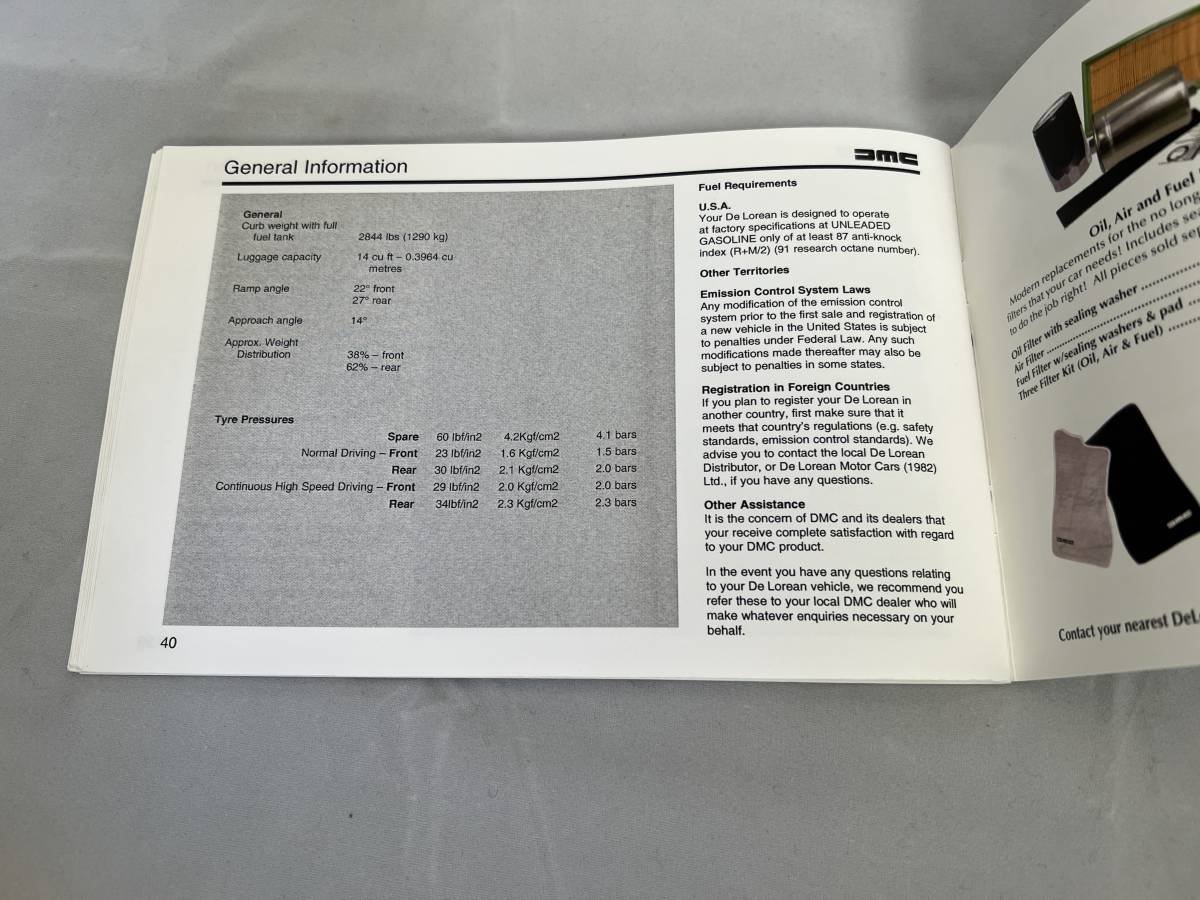 General Information
DMC
General
Curb weight with full
fuel tank 2844 lbs (1290 kg)
Luggage capacity 14 cu ft – 0.3964 cu
metres
Ramp angle 22° front
27° rear
Approach angle 14°
Approx. Weight
Distribution 38% – front
62% – rear
Tyre Pressures
Spare 60 lbf/in2 4.2Kgf/cm2 4.1 bars
Normal Driving – Front 23 lbf/in2 1.6 Kgf/cm2 1.5 bars
Rear 30 lbf/in2 2.1 Kgf/cm2 2.0 bars
Continuous High Speed Driving – Front 29 lbf/in2 2.0 Kgf/cm2 2.0 bars
Rear 34lbf/in2 2.3 Kgf/cm2 2.3 bars
40
Fuel Requirements
U.S.A.
Your De Lorean is designed to operate
at factory specifications at UNLEADED
GASOLINE only of at least 87 anti-knock
index (R+M/2) (91 research octane number).
Other Territories
Emission Control System Laws
Any modification of the emission control
system prior to the first sale and registration of
a new vehicle in the United States is subject
to penalties under Federal Law. Any such
modifications made thereafter may also be
subject to penalties in some states.
Registration in Foreign Countries
If you plan to register your De Lorean in
another country, first make sure that it
meets that country's regulations (e.g. safety
standards, emission control standards). We
advise you to contact the local De Lorean
Distributor, or De Lorean Motor Cars (1982)
Ltd., if you have any questions.
Other Assistance
It is the concern of DMC and its dealers that
your receive complete satisfaction with regard
to your DMC product.
In the event you have any questions relating
to your De Lorean vehicle, we recommend you
refer these to your local DMC dealer who will
make whatever enquiries necessary on your
behalf.
Oil, Air and Fuel
Modern replacements for the no long
filters that your car needs! Includes se
to do the job right! All pieces sold sep
Oil Filter with sealing washer
Air Filter
Fuel Filter w/sealing washers & pad
Three Filter Kit (Oil, Air & Fuel)
Contact your nearest DeL